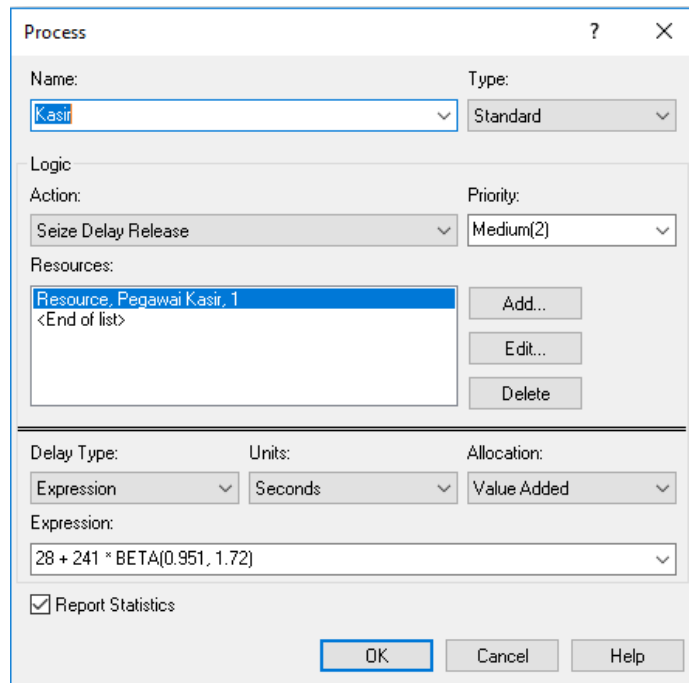 Process ?
Name: Type:
Kasir Standard
Logic
Action: Priority:
Seize Delay Release Medium(2)
Resources:
Resource, Pegawai Kasir, 1
<End of list>
Add...
Edit...
Delete
Delay Type: Units: Allocation:
Expression Seconds Value Added
Expression:
28 + 241 * BETA(0.951, 1.72)
Report Statistics
OK Cancel Help